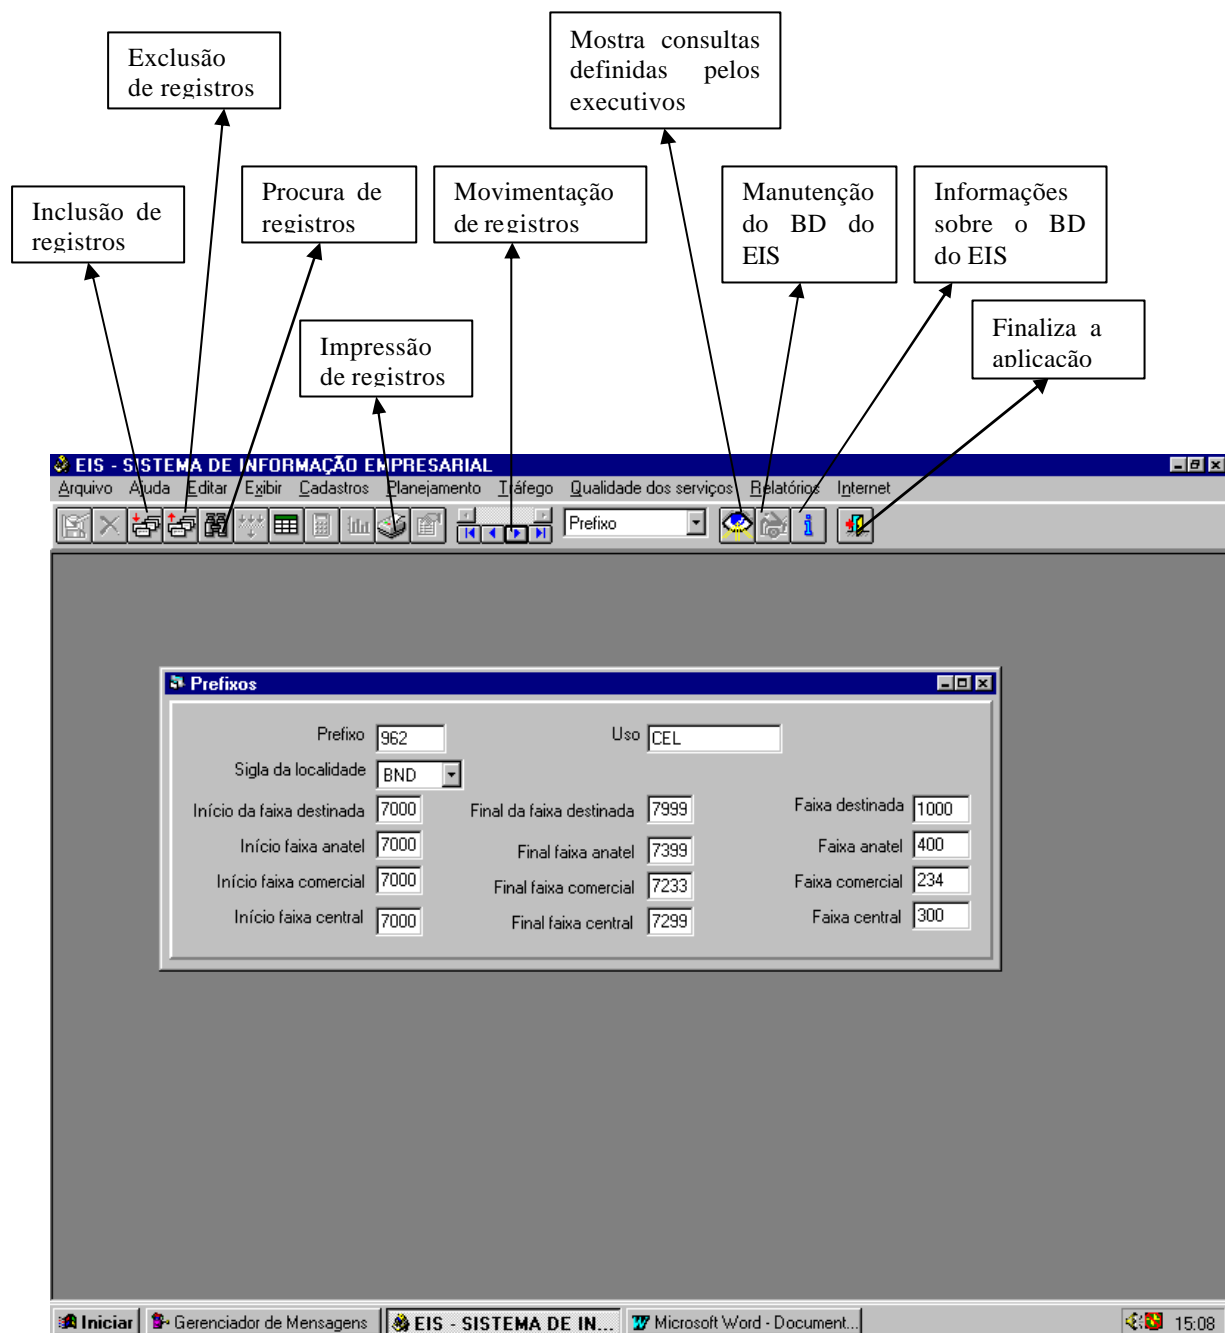 Exclusão
de registros
Mostra consultas
definidas pelos
executivos
Inclusão de
registros
Procura de
registros
Movimentação
de registros
Manutenção
do BD do
EIS
Informações
sobre o BD
do EIS
Impressão
de registros
Finaliza a
aplicação
EIS - SISTEMA DE INFORMAÇÃO EMPRESARIAL
Arquivo Ajuda Editar Exibir Cadastros Planejamento Tráfego Qualidade dos serviços Relatórios Internet
Prefixo
Prefixos
Prefixo 962 Uso CEL
Sigla da localidade BND
Início da faixa destinada 7000 Final da faixa destinada 7999 Faixa destinada 1000
Início faixa anatel 7000 Final faixa anatel 7399 Faixa anatel 400
Início faixa comercial 7000 Final faixa comercial 7233 Faixa comercial 234
Início faixa central 7000 Final faixa central 7299 Faixa central 300
Iniciar Gerenciador de Mensagens EIS - SISTEMA DE IN... Microsoft Word - Document... 15:08